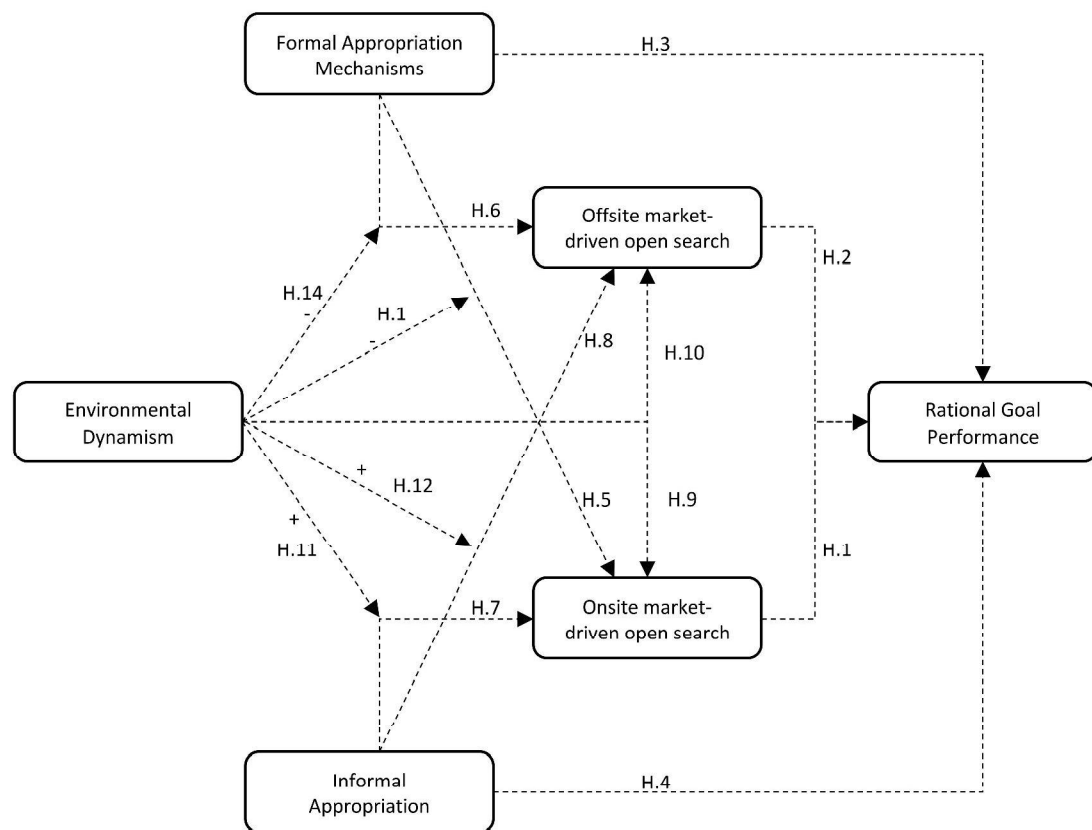 Formal Appropriation
Mechanisms
H.3
Offsite market-
driven open search
H.6
H.2
H.14
-
H.1
-
H.8
H.10
Environmental
Dynamism
Rational Goal
Performance
+
H.12
H.5
H.9
+
H.11
H.1
H.7
Onsite market-
driven open search
Informal
Appropriation
H.4